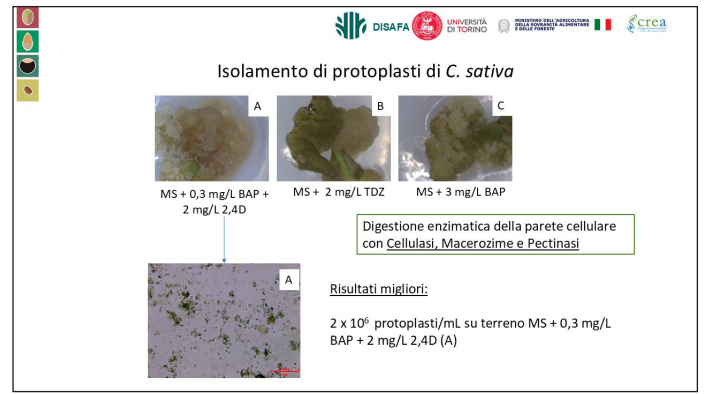 DISAFA
UNIVERSITÀ
DI TORINO
MINISTERO DELL'AGRICOLTURA
DELLA SOVRANITÀ ALIMENTARE
E DELLE FORESTE
crea
Isolamento di protoplasti di C. sativa
A
B
C
MS + 0,3 mg/L BAP +
2 mg/L 2,4D
MS + 2 mg/L TDZ
MS + 3 mg/L BAP
Digestione enzimatica della parete cellulare
con Cellulasi, Macerozime e Pectinasi
A
Risultati migliori:
2 x 10⁶ protoplasti/mL su terreno MS + 0,3 mg/L
BAP + 2 mg/L 2,4D (A)